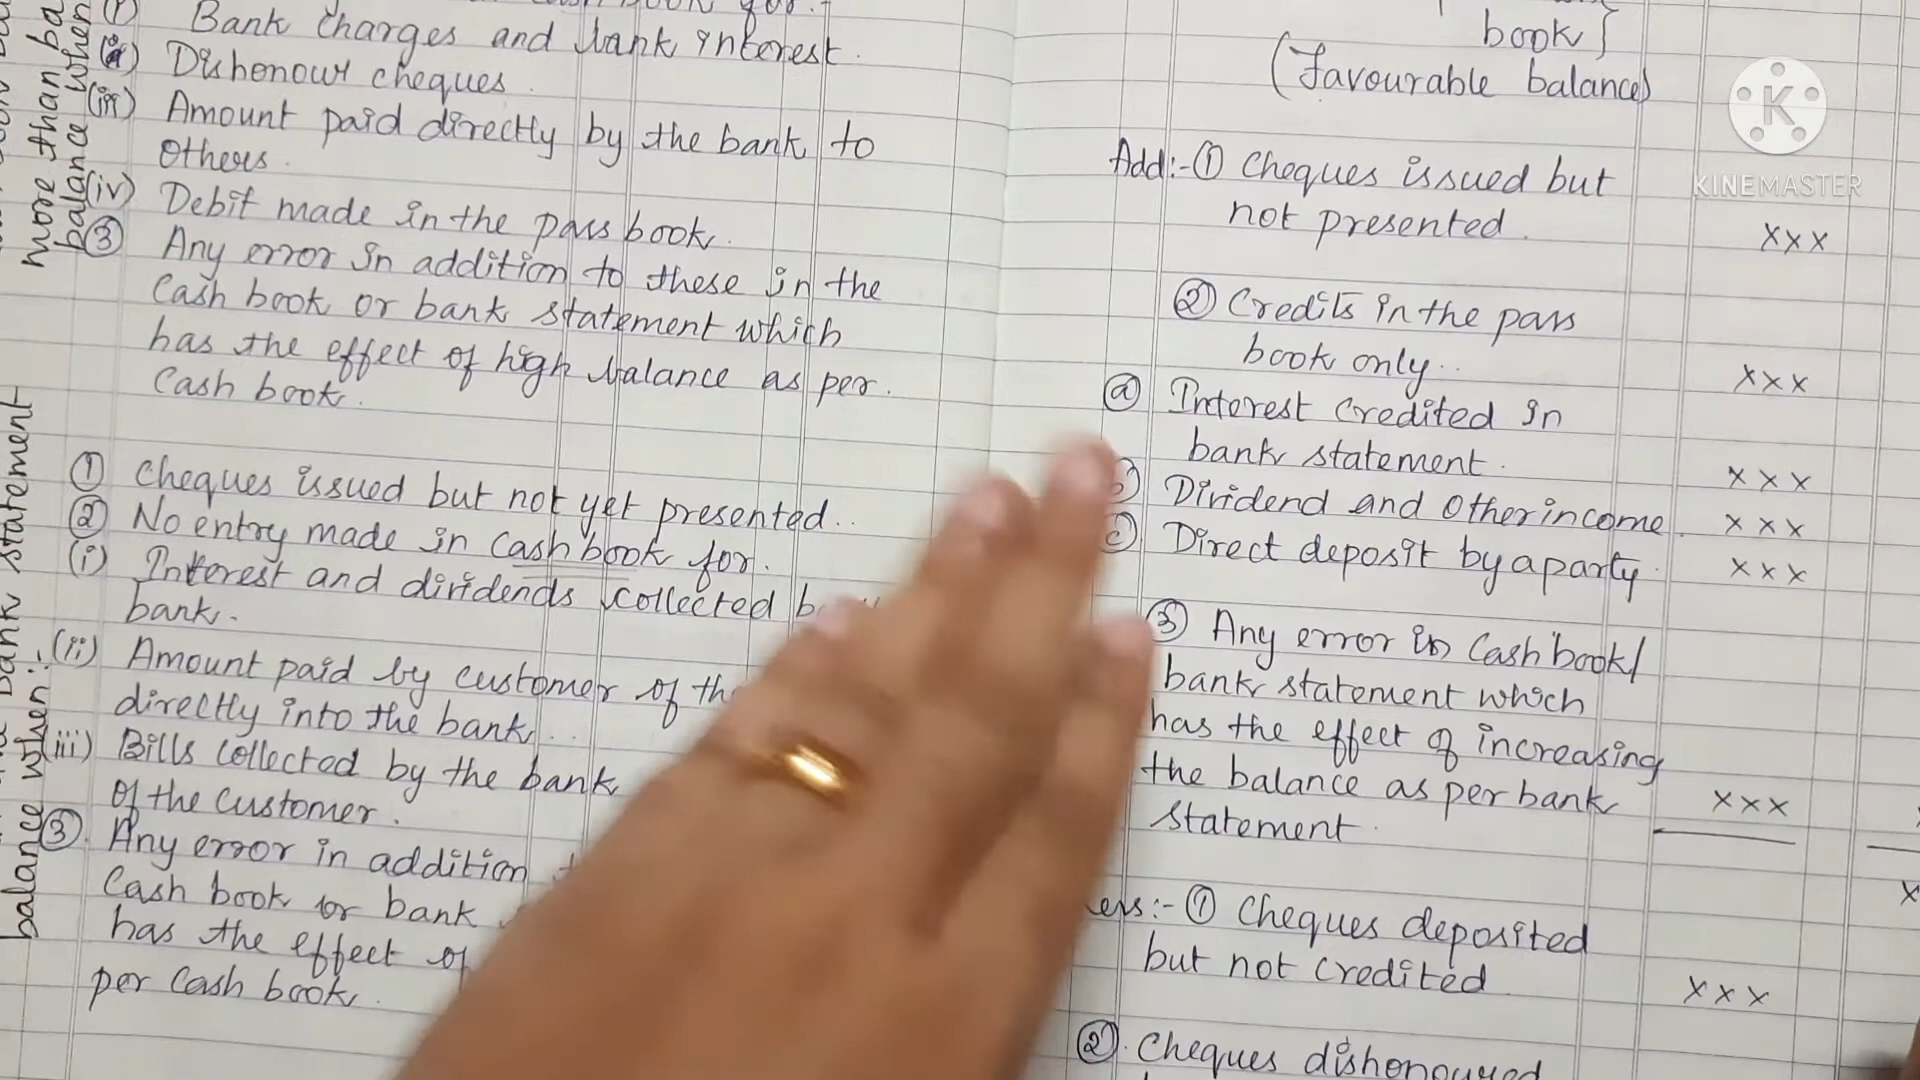 more than ba
balance when
(i) Bank charges and bank interest.
(ii) Dishonour cheques.
(iii) Amount paid directly by the bank to
others.
(iv) Debit made in the pass book.
③ Any error in addition to these in the
Cash book or bank statement which
has the effect of high balance as per.
Cash book.
bank statement
balance when:
① Cheques issued but not yet presented..
② No entry made in cash book for.
(i) Interest and dividends collected
bank.
(ii) Amount paid by customer of
directly into the bank..
(iii) Bills collected by the bank
of the customer.
③. Any error in addition
Cash book or bank
has the effect of
per cash book.
book}
(Favourable balance)
Add:-① Cheques issued but
not presented. xxx
② Credits in the pass
book only.. xxx
ⓐ Interest credited in
bank statement. xxx
Dividend and Other income. xxx
ⓒ Direct deposit by a party. xxx
③ Any error in Cash book/
bank statement which
has the effect of increasing
the balance as per bank
statement. xxx
① Cheques deposited
but not credited xxx
②. Cheques dishonoured
K
KINEMASTER